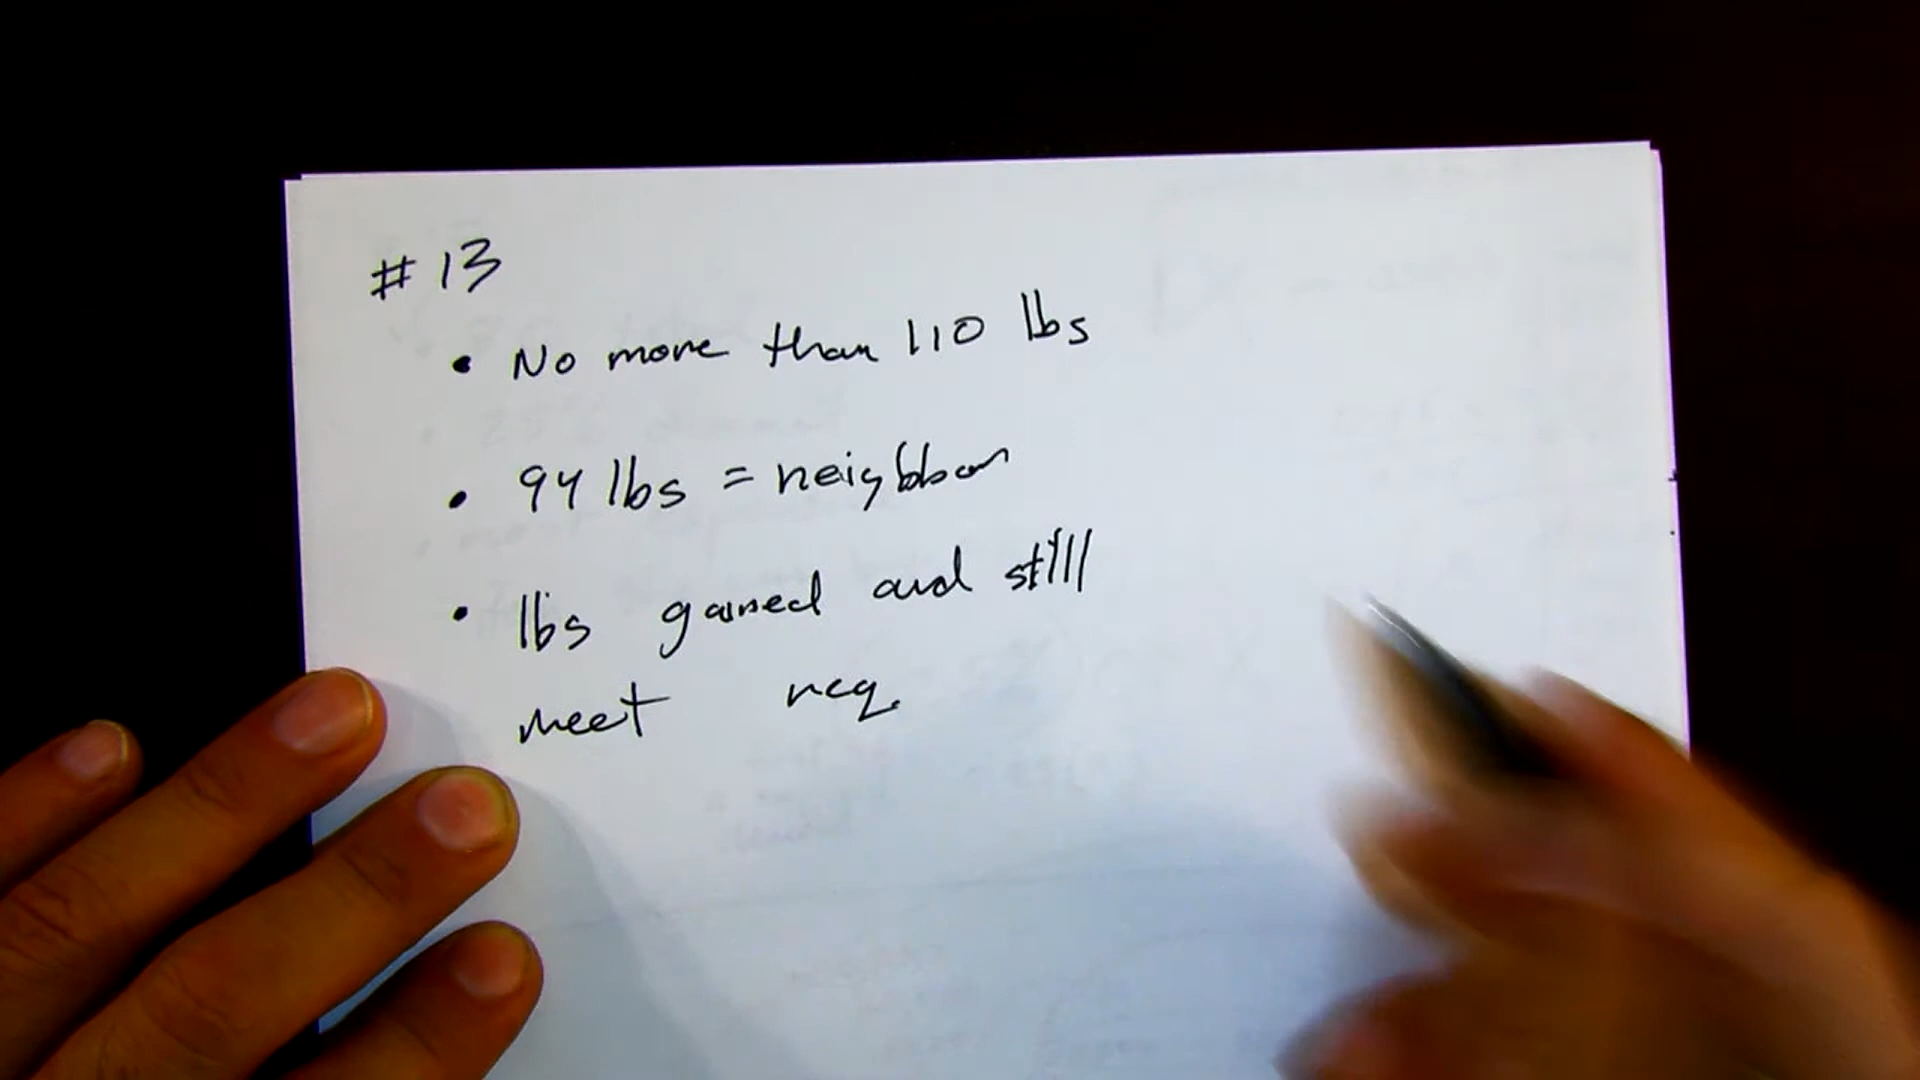 #13
• No more than 110 lbs
• 94 lbs = neighbor
• lbs gained and still
meet req.